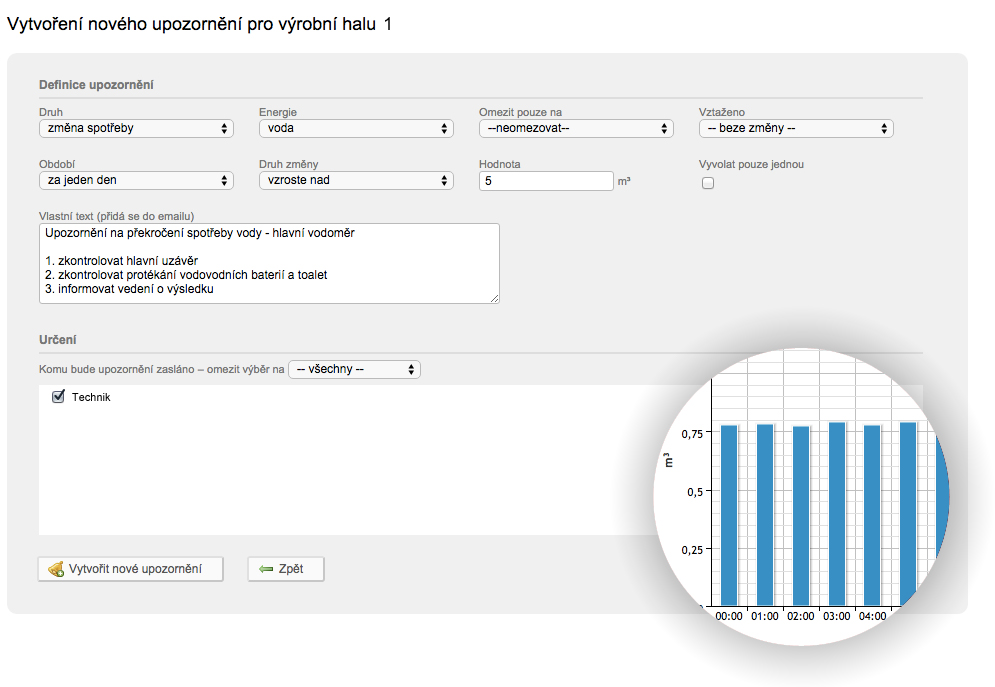 Vytvoření nového upozornění pro výrobní halu 1
Definice upozornění
Druh
Energie
Omezit pouze na
Vztaženo
změna spotřeby
voda
--neomezovat--
-- beze změny --
Období
Druh změny
Hodnota
Vyvolat pouze jednou
za jeden den
vzroste nad
5
m³
Vlastní text (přidá se do emailu)
Upozornění na překročení spotřeby vody - hlavní vodoměr
1. zkontrolovat hlavní uzávěr
2. zkontrolovat protékání vodovodních baterií a toalet
3. informovat vedení o výsledku
Určení
Komu bude upozornění zasláno – omezit výběr na
-- všechny --
Technik
0,75
m³
0,5
0,25
00:00 01:00 02:00 03:00 04:00
Vytvořit nové upozornění
Zpět